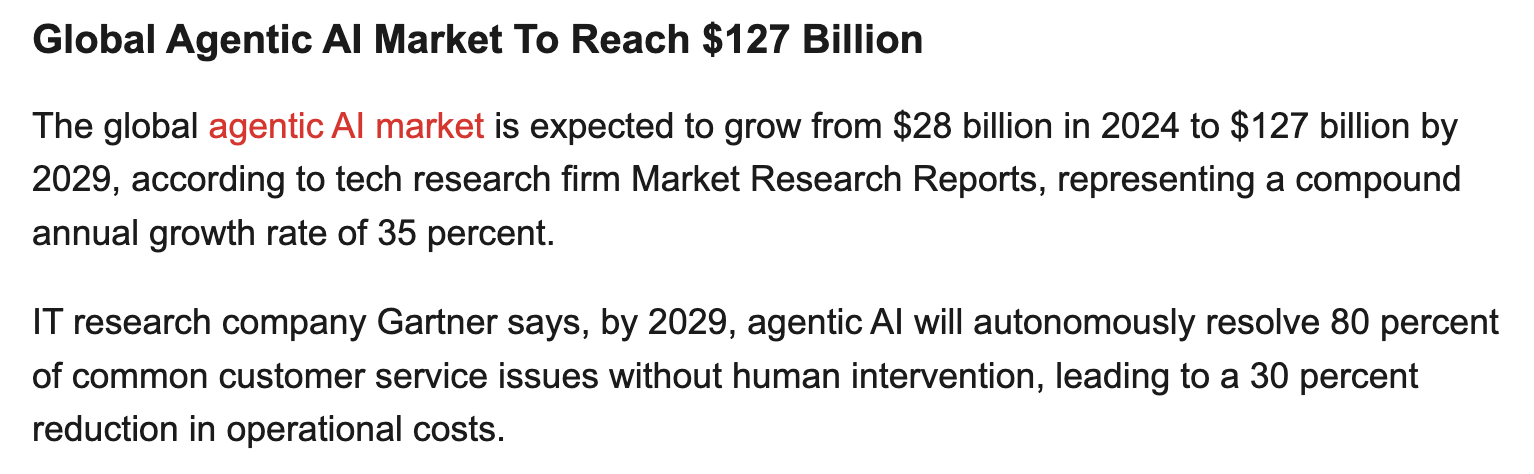 Global Agentic AI Market To Reach $127 Billion
The global agentic AI market is expected to grow from $28 billion in 2024 to $127 billion by
2029, according to tech research firm Market Research Reports, representing a compound
annual growth rate of 35 percent.
IT research company Gartner says, by 2029, agentic AI will autonomously resolve 80 percent
of common customer service issues without human intervention, leading to a 30 percent
reduction in operational costs.